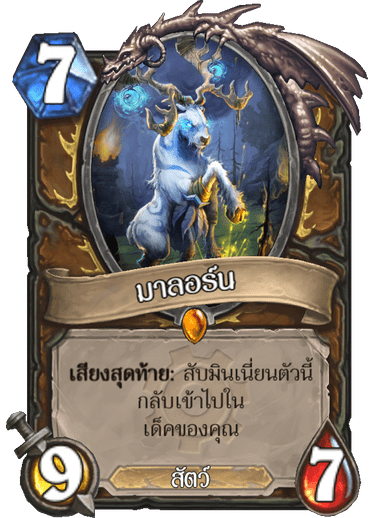 7
มาลอร์น
เสียงสุดท้าย: สับมินเนี่ยนตัวนี้
กลับเข้าไปใน
เด็คของคุณ
9
สัตว์
7